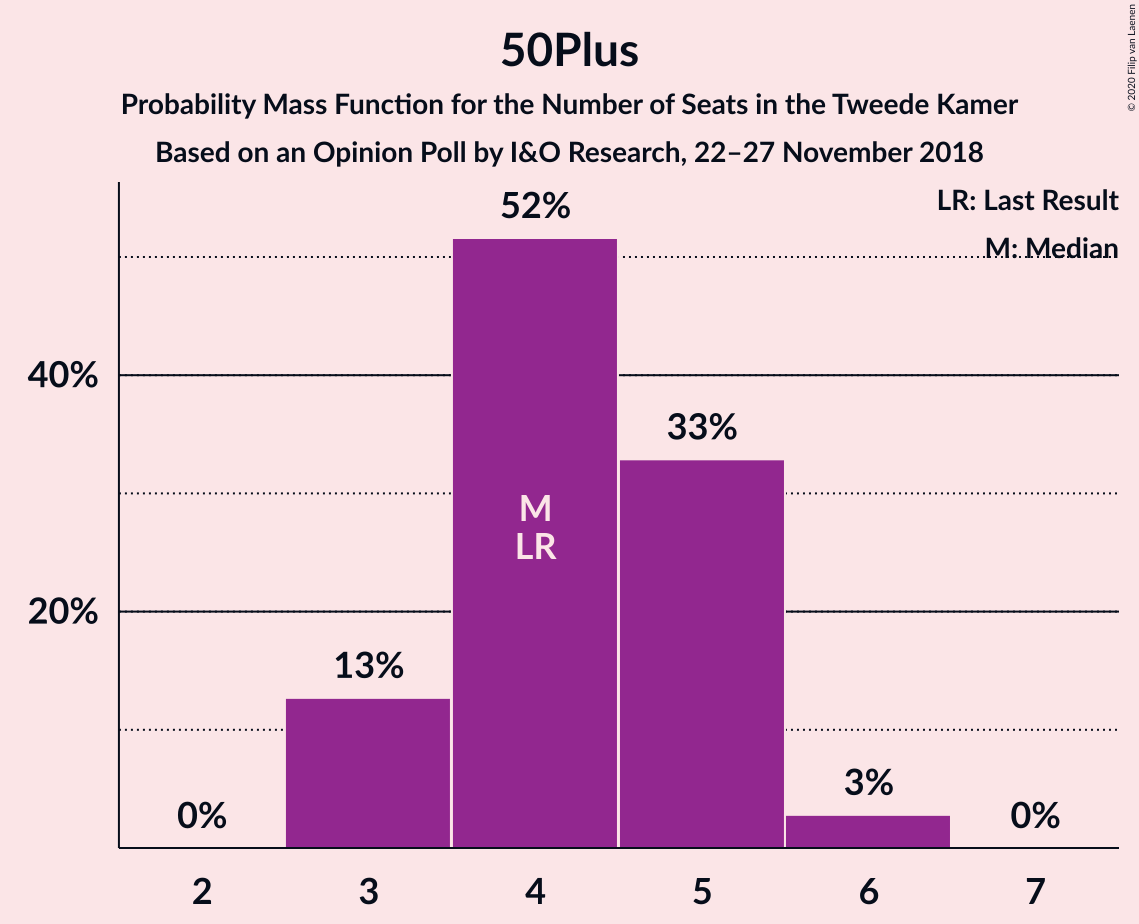 50Plus
Probability Mass Function for the Number of Seats in the Tweede Kamer
Based on an Opinion Poll by I&O Research, 22–27 November 2018
© 2020 Filip van Laenen
LR: Last Result
M: Median
52%
40%
33%
M
LR
20%
13%
3%
0%
0%
2
3
4
5
6
7